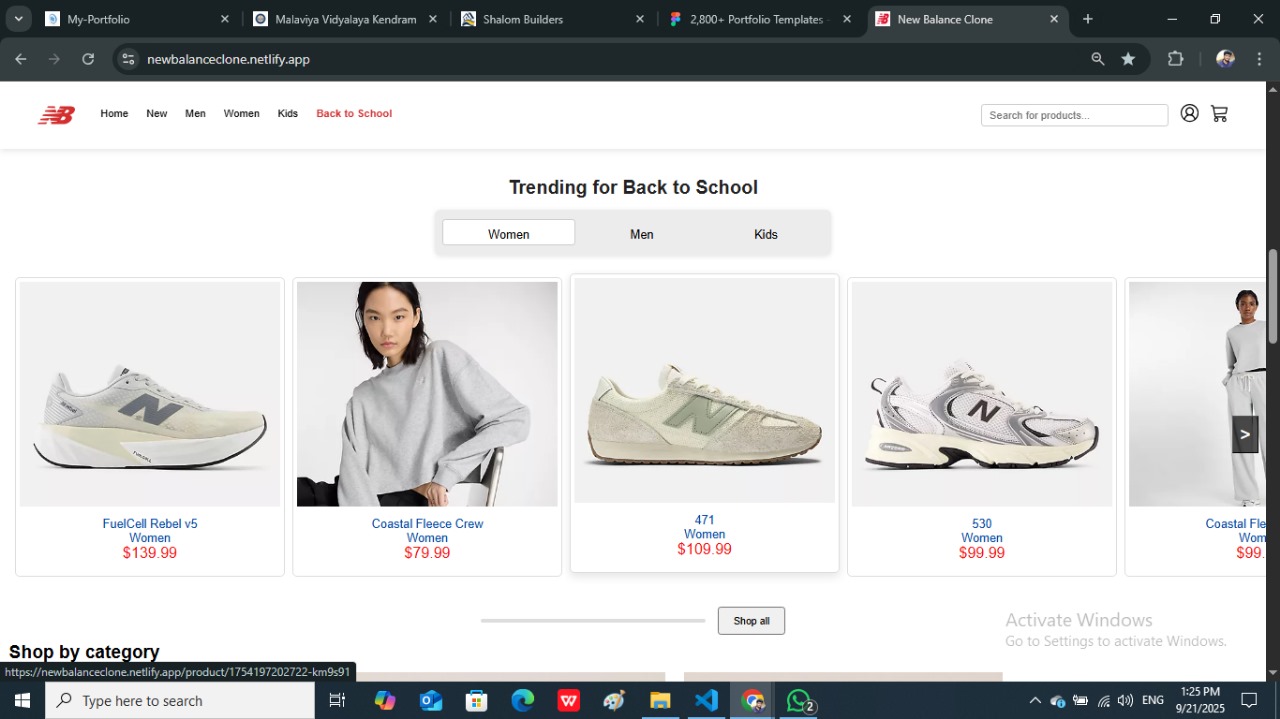 My-Portfolio
Malaviya Vidyalaya Kendram
Shalom Builders
2,800+ Portfolio Templates -
New Balance Clone
newbalanceclone.netlify.app
NB Home New Men Women Kids Back to School
Search for products...
Trending for Back to School
Women Men Kids
FuelCell Rebel v5
Women
$139.99
Coastal Fleece Crew
Women
$79.99
471
Women
$109.99
530
Women
$99.99
Coastal Fle
Wom
$99.
>
Shop all
Shop by category
Activate Windows
Go to Settings to activate Windows.
https://newbalanceclone.netlify.app/product/1754197202722-km9s91
Type here to search
W
2
ENG
1:25 PM
9/21/2025